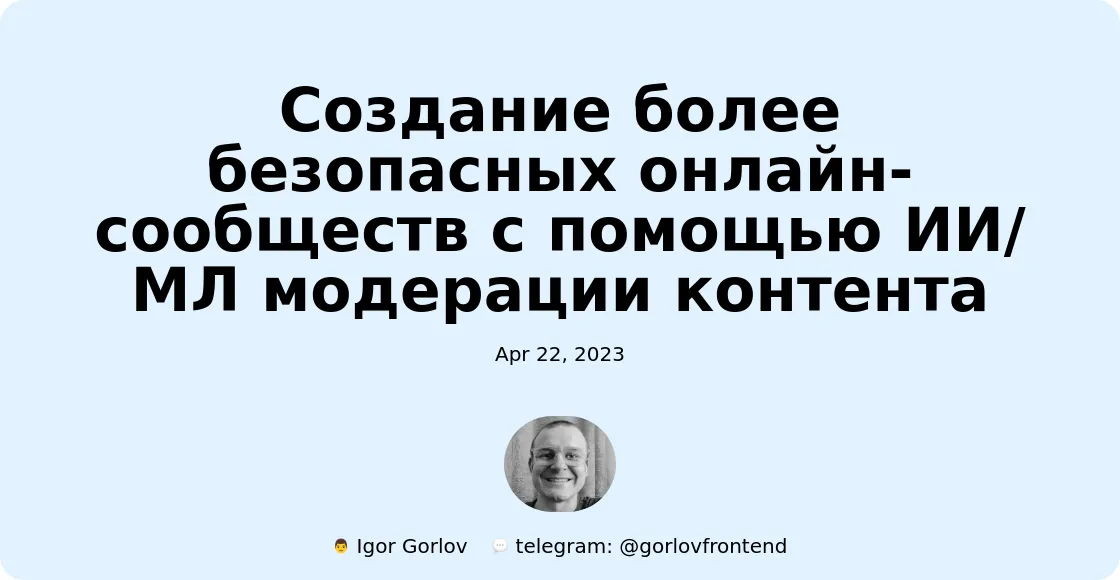 Создание более
безопасных онлайн-
сообществ с помощью ИИ/
МЛ модерации контента
Apr 22, 2023
👨 Igor Gorlov 💬 telegram: @gorlovfrontend